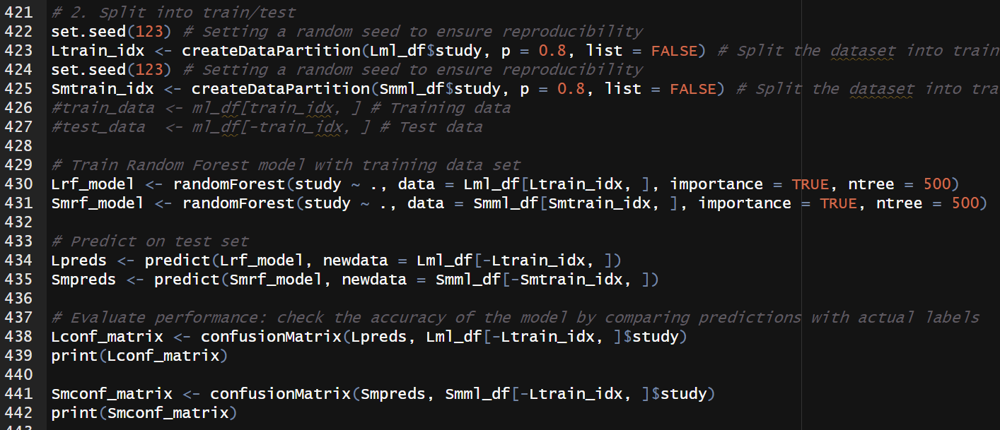 421 # 2. Split into train/test
422 set.seed(123) # Setting a random seed to ensure reproducibility
423 Ltrain_idx <- createDataPartition(Lml_df$study, p = 0.8, list = FALSE) # Split the dataset into train
424 set.seed(123) # Setting a random seed to ensure reproducibility
425 Smtrain_idx <- createDataPartition(Smml_df$study, p = 0.8, list = FALSE) # Split the dataset into tra
426 #train_data <- ml_df[train_idx, ] # Training data
427 #test_data  <- ml_df[-train_idx, ] # Test data
428
429 # Train Random Forest model with training data set
430 Lrf_model <- randomForest(study ~ ., data = Lml_df[Ltrain_idx, ], importance = TRUE, ntree = 500)
431 Smrf_model <- randomForest(study ~ ., data = Smml_df[Smtrain_idx, ], importance = TRUE, ntree = 500)
432
433 # Predict on test set
434 Lpreds <- predict(Lrf_model, newdata = Lml_df[-Ltrain_idx, ])
435 Smpreds <- predict(Smrf_model, newdata = Smml_df[-Smtrain_idx, ])
436
437 # Evaluate performance: check the accuracy of the model by comparing predictions with actual labels
438 Lconf_matrix <- confusionMatrix(Lpreds, Lml_df[-Ltrain_idx, ]$study)
439 print(Lconf_matrix)
440
441 Smconf_matrix <- confusionMatrix(Smpreds, Smml_df[-Ltrain_idx, ]$study)
442 print(Smconf_matrix)